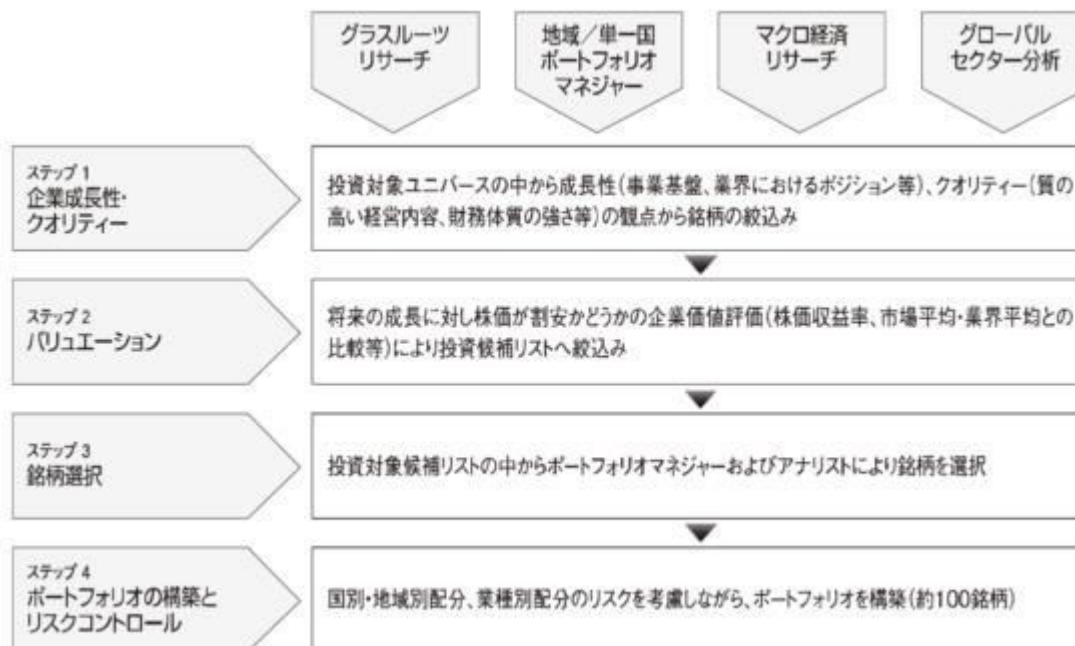 グラスルーツ
リサーチ
地域／単一国
ポートフォリオ
マネジャー
マクロ経済
リサーチ
グローバル
セクター分析
ステップ 1
企業成長性・
クオリティー
投資対象ユニバースの中から成長性(事業基盤、業界におけるポジション等)、クオリティー(質の
高い経営内容、財務体質の強さ等)の観点から銘柄の絞込み
ステップ 2
バリュエーション
将来の成長に対し株価が割安かどうかの企業価値評価(株価収益率、市場平均・業界平均との
比較等)により投資候補リストへ絞込み
ステップ 3
銘柄選択
投資対象候補リストの中からポートフォリオマネジャーおよびアナリストにより銘柄を選択
ステップ 4
ポートフォリオの構築と
リスクコントロール
国別・地域別配分、業種別配分のリスクを考慮しながら、ポートフォリオを構築(約100銘柄)